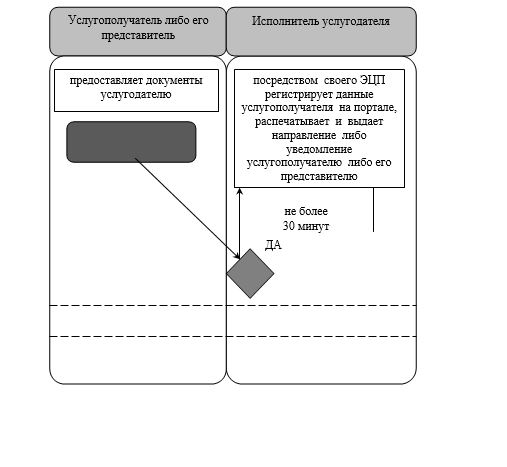 Услугополучатель либо его
представитель
Исполнитель услугодателя
предоставляет документы
услугодателю
посредством своего ЭЦП
регистрирует данные
услугополучателя на портале,
распечатывает и выдает
направление либо
уведомление
услугополучателю либо его
представителю
не более
30 минут
ДА